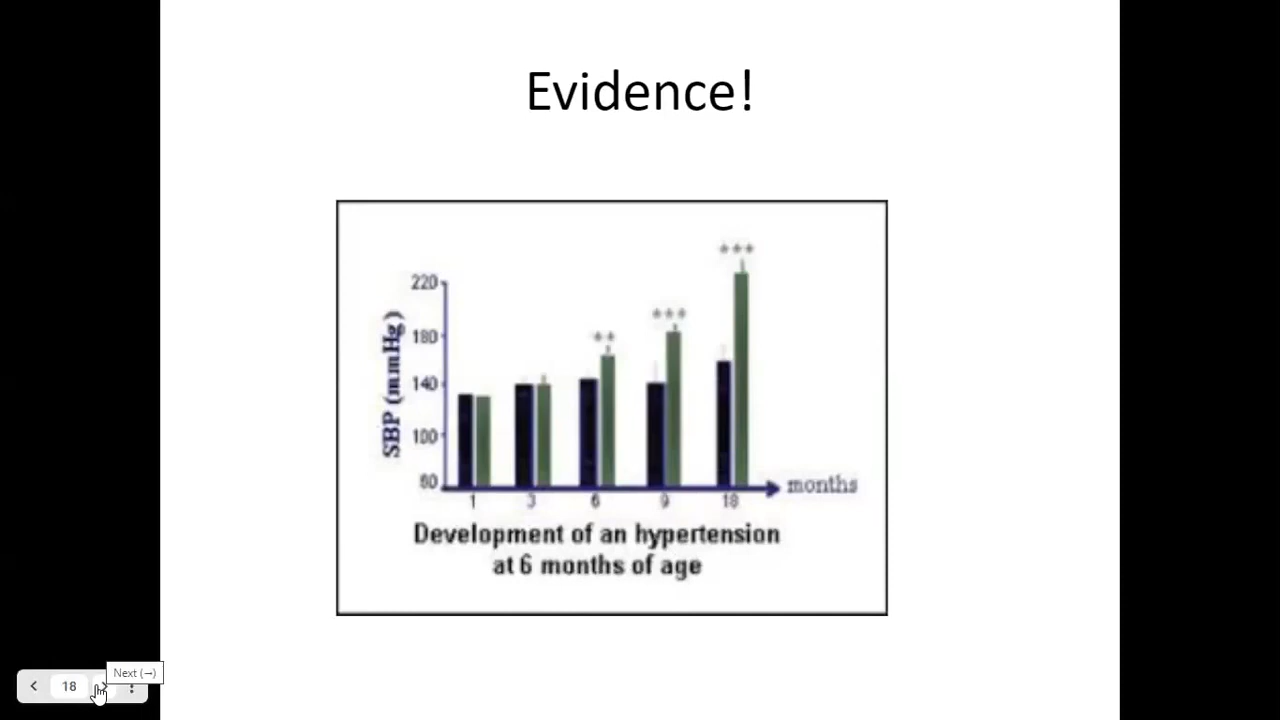 Evidence!
***
***
**
220
180
140
100
60
SBP (mmHg)
1 3 6 9 18
months
Development of an hypertension
at 6 months of age
Next (→)
18